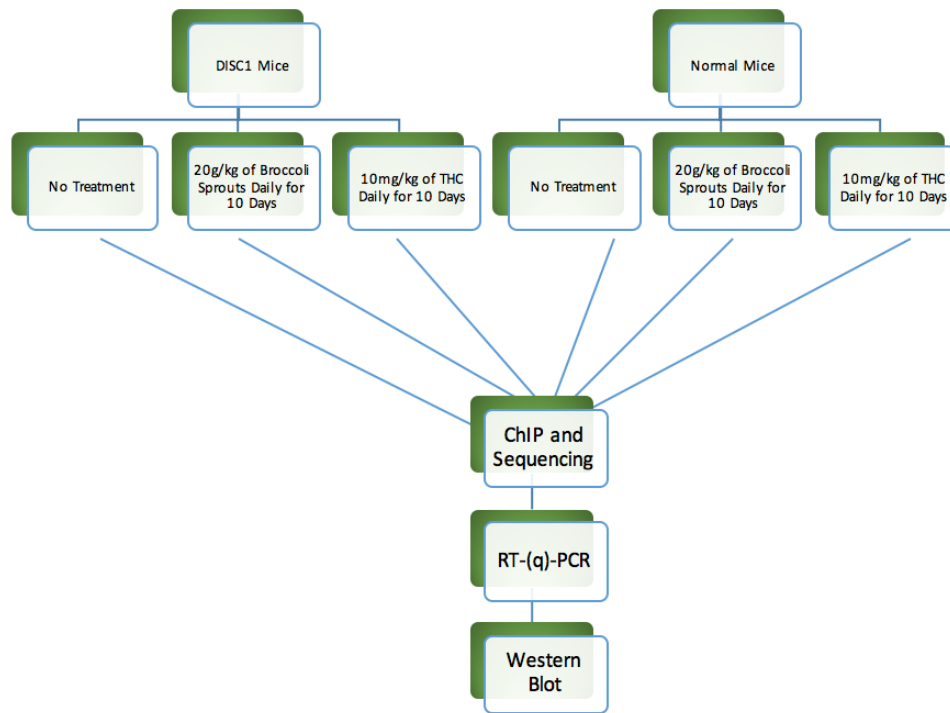 DISC1 Mice
Normal Mice
No Treatment
20g/kg of Broccoli
Sprouts Daily for
10 Days
10mg/kg of THC
Daily for 10 Days
No Treatment
20g/kg of Broccoli
Sprouts Daily for
10 Days
10mg/kg of THC
Daily for 10 Days
ChIP and
Sequencing
RT-(q)-PCR
Western
Blot